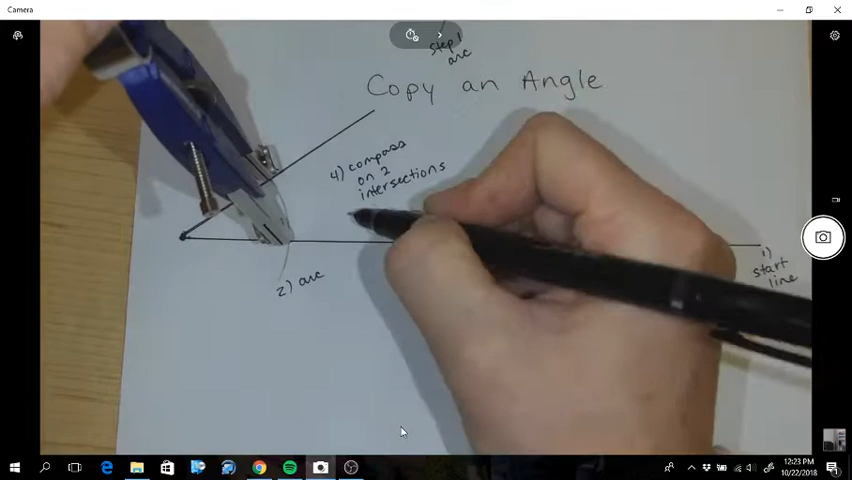 Camera
step 1
arc
Copy an Angle
4) compass
on 2
intersections
1)
start
line
2) arc
12:23 PM
10/22/2018